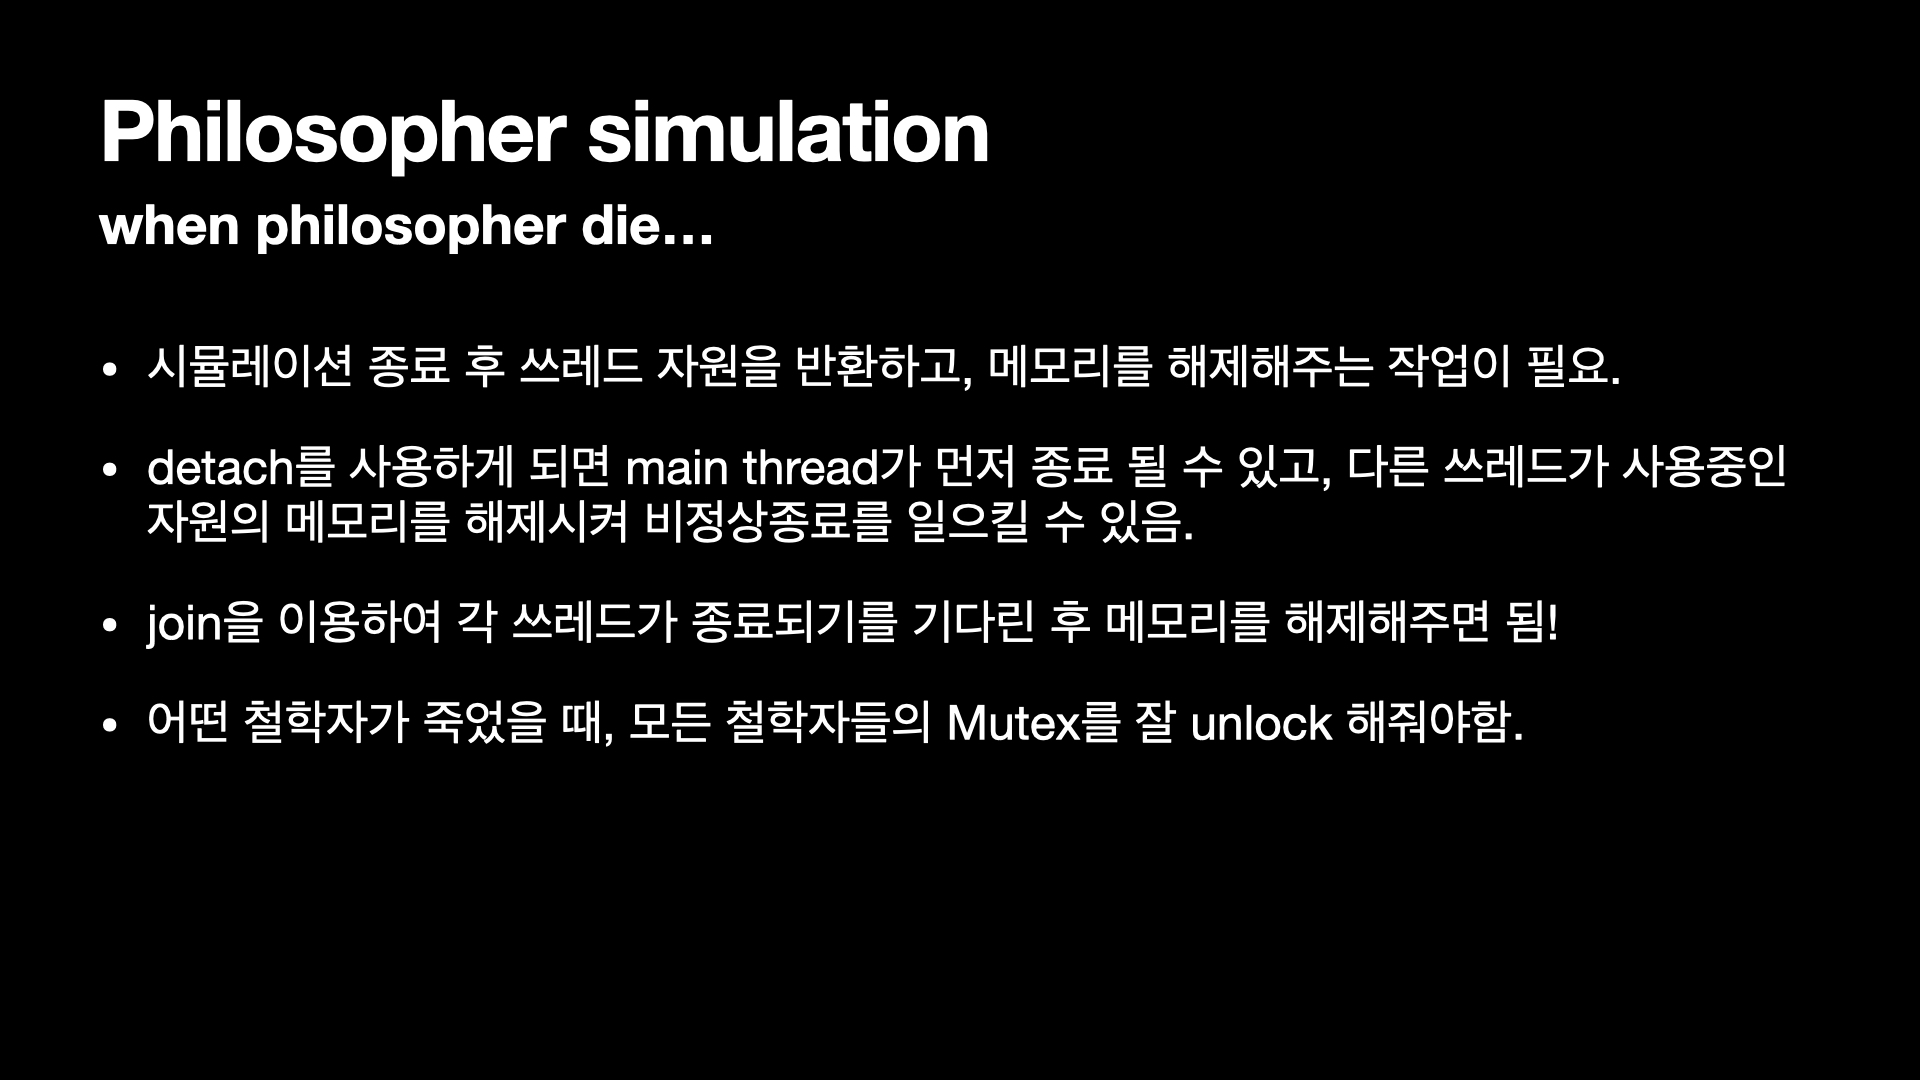 Philosopher simulation
when philosopher die…
• 시뮬레이션 종료 후 쓰레드 자원을 반환하고, 메모리를 해제해주는 작업이 필요.
• detach를 사용하게 되면 main thread가 먼저 종료 될 수 있고, 다른 쓰레드가 사용중인
자원의 메모리를 해제시켜 비정상종료를 일으킬 수 있음.
• join을 이용하여 각 쓰레드가 종료되기를 기다린 후 메모리를 해제해주면 됨!
• 어떤 철학자가 죽었을 때, 모든 철학자들의 Mutex를 잘 unlock 해줘야함.